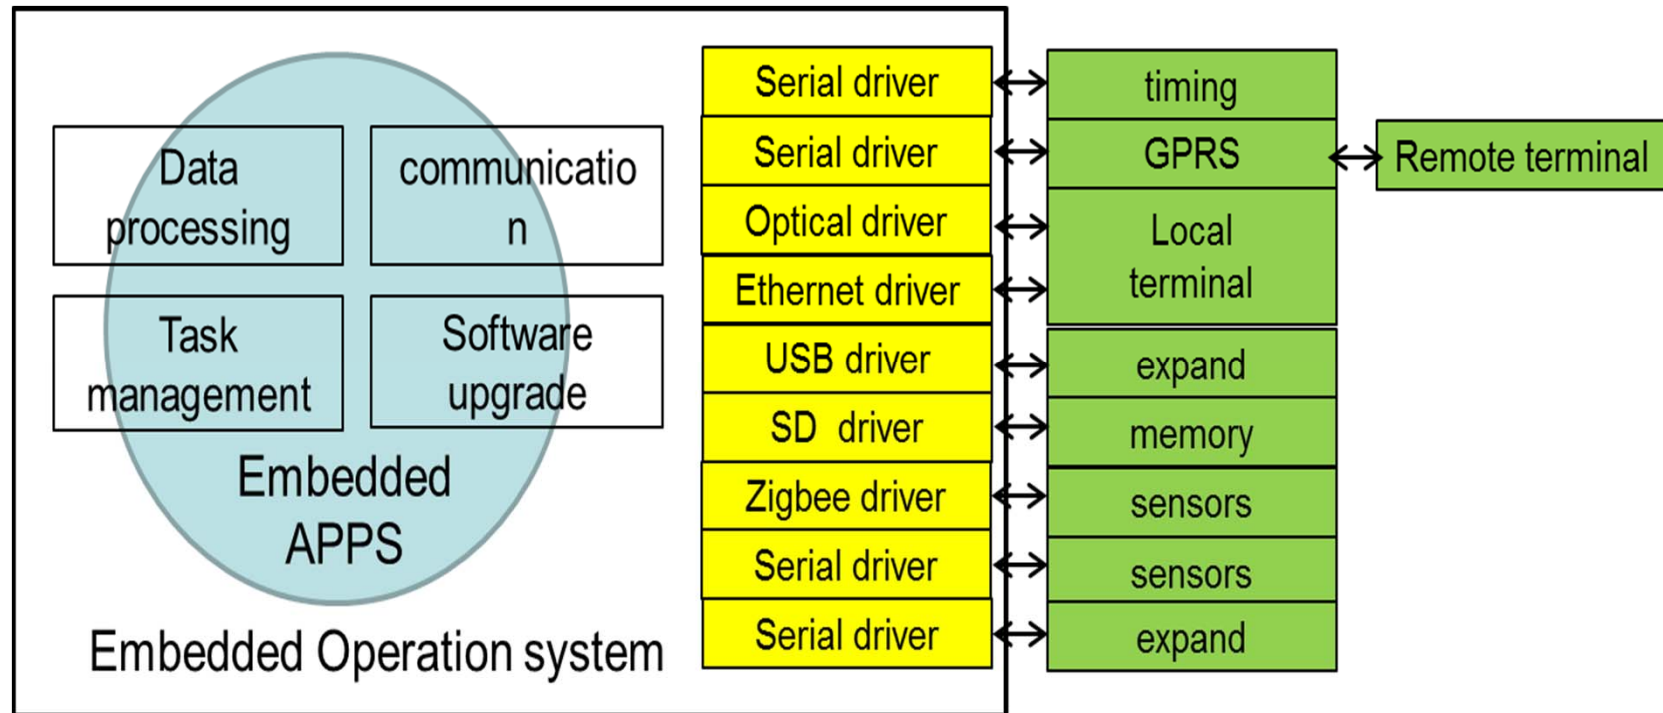 Data
processing
communicatio
n
Task
management
Software
upgrade
Embedded
APPS
Embedded Operation system
Serial driver
Serial driver
Optical driver
Ethernet driver
USB driver
SD driver
Zigbee driver
Serial driver
Serial driver
timing
GPRS
Local
terminal
expand
memory
sensors
sensors
expand
Remote terminal